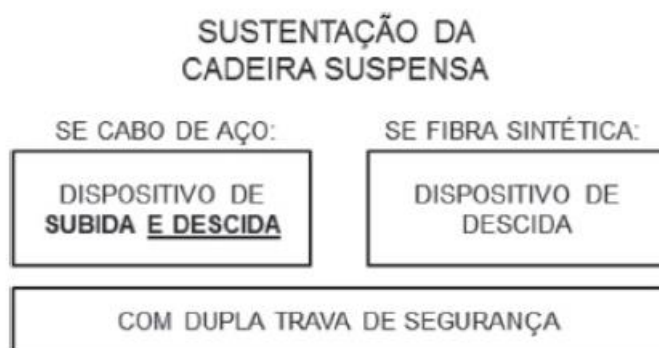 SUSTENTAÇÃO DA
CADEIRA SUSPENSA
SE CABO DE AÇO:
DISPOSITIVO DE
SUBIDA E DESCIDA
SE FIBRA SINTÉTICA:
DISPOSITIVO DE
DESCIDA
COM DUPLA TRAVA DE SEGURANÇA